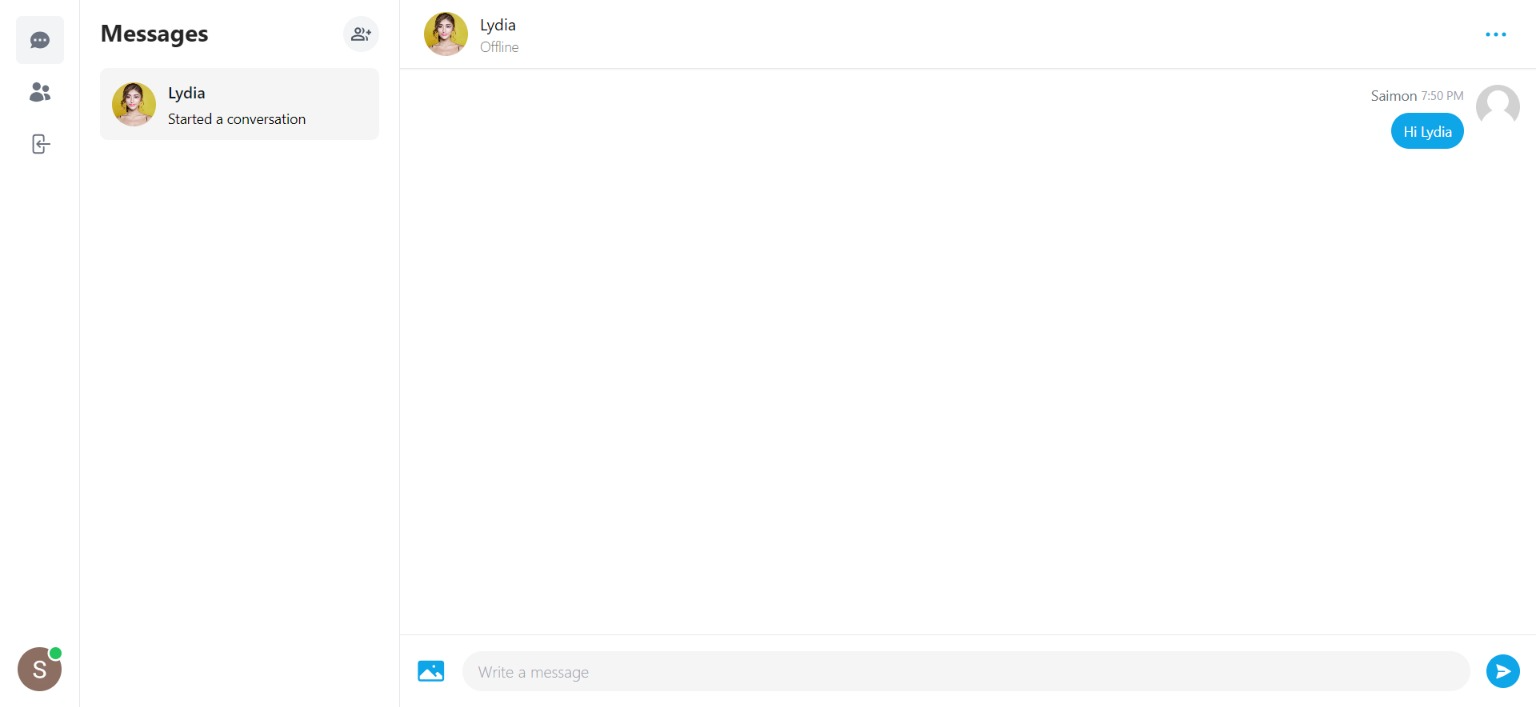 Messages
Lydia
Started a conversation
S
Lydia
Offline
Saimon 7:50 PM
Hi Lydia
Write a message